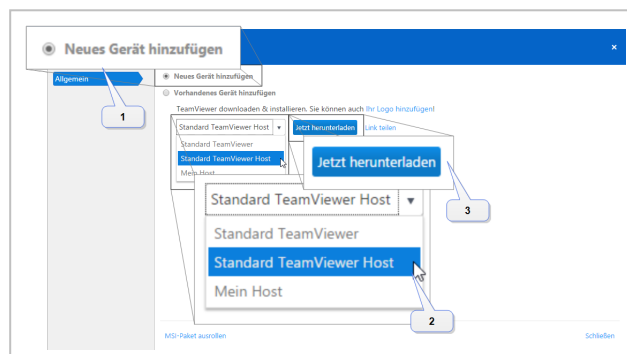 Neues Gerät hinzufügen
Allgemein
Neues Gerät hinzufügen
Vorhandenes Gerät hinzufügen
1
TeamViewer downloaden & installieren. Sie können auch Ihr Logo hinzufügen!
Standard TeamViewer Host Jetzt herunterladen Link teilen
Standard TeamViewer
Standard TeamViewer Host
Mein Host
Jetzt herunterladen
Standard TeamViewer Host
3
Standard TeamViewer
Standard TeamViewer Host
Mein Host
2
MSI-Paket ausrollen Schließen